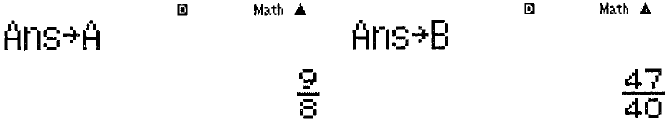 D Math ▲
Ans→A
9/8
D Math ▲
Ans→B
47/40